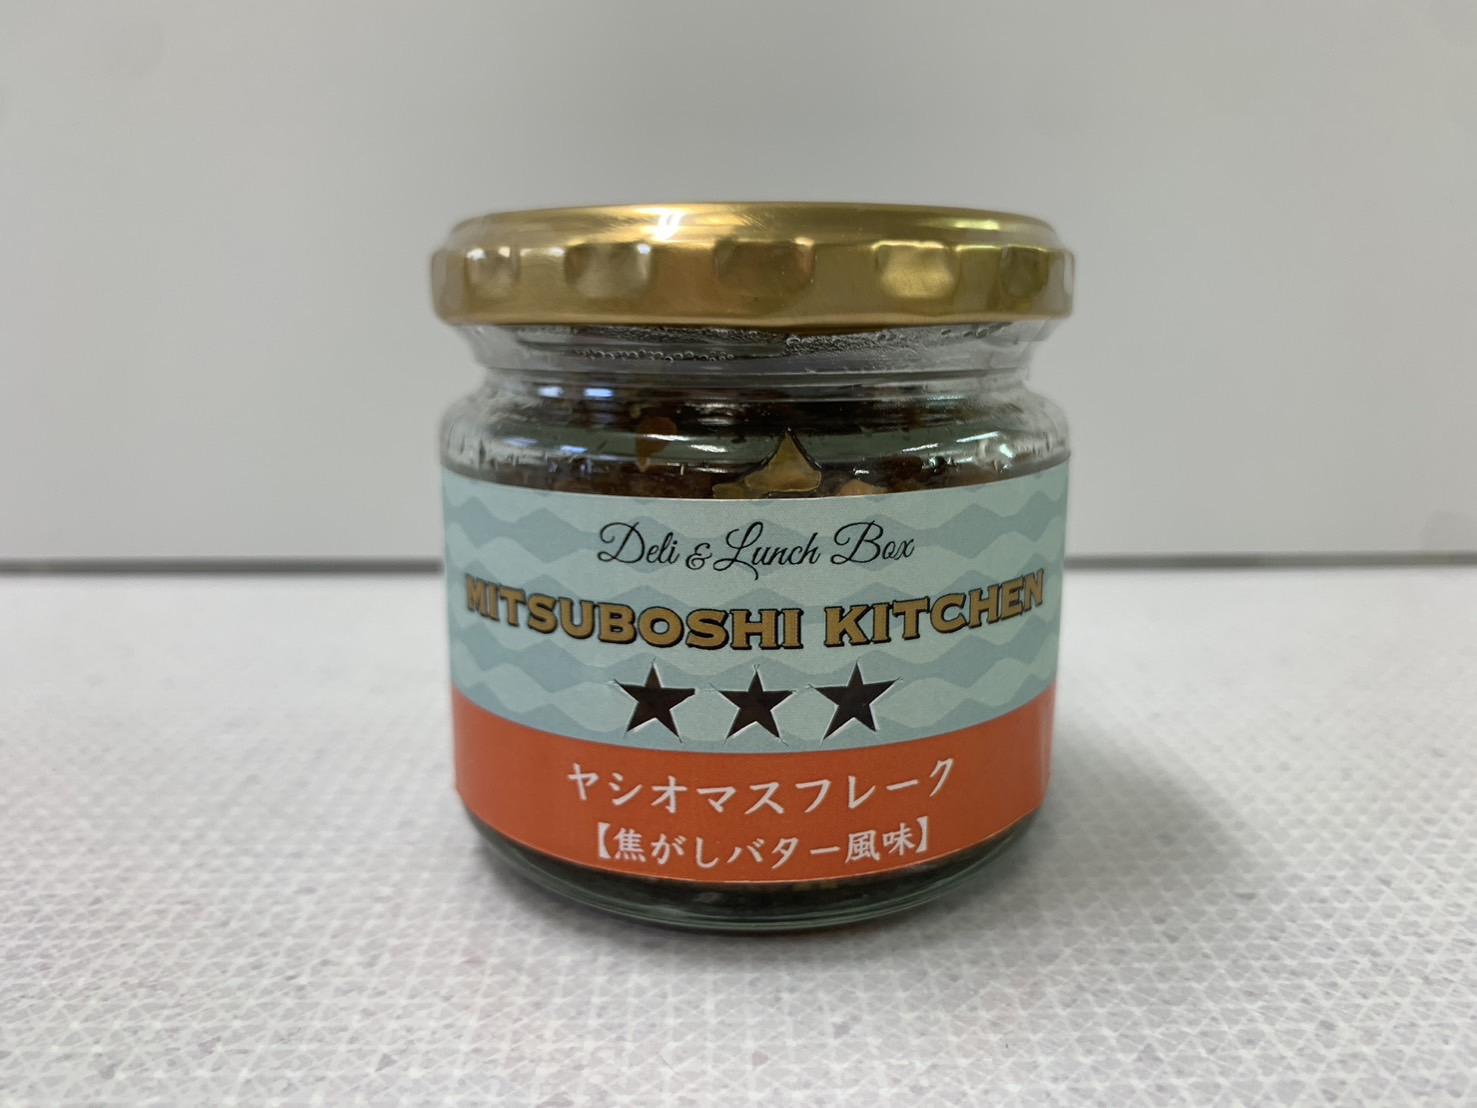 Deli & Lunch Box
MITSUBOSHI KITCHEN
ヤシオマスフレーク
【焦がしバター風味】